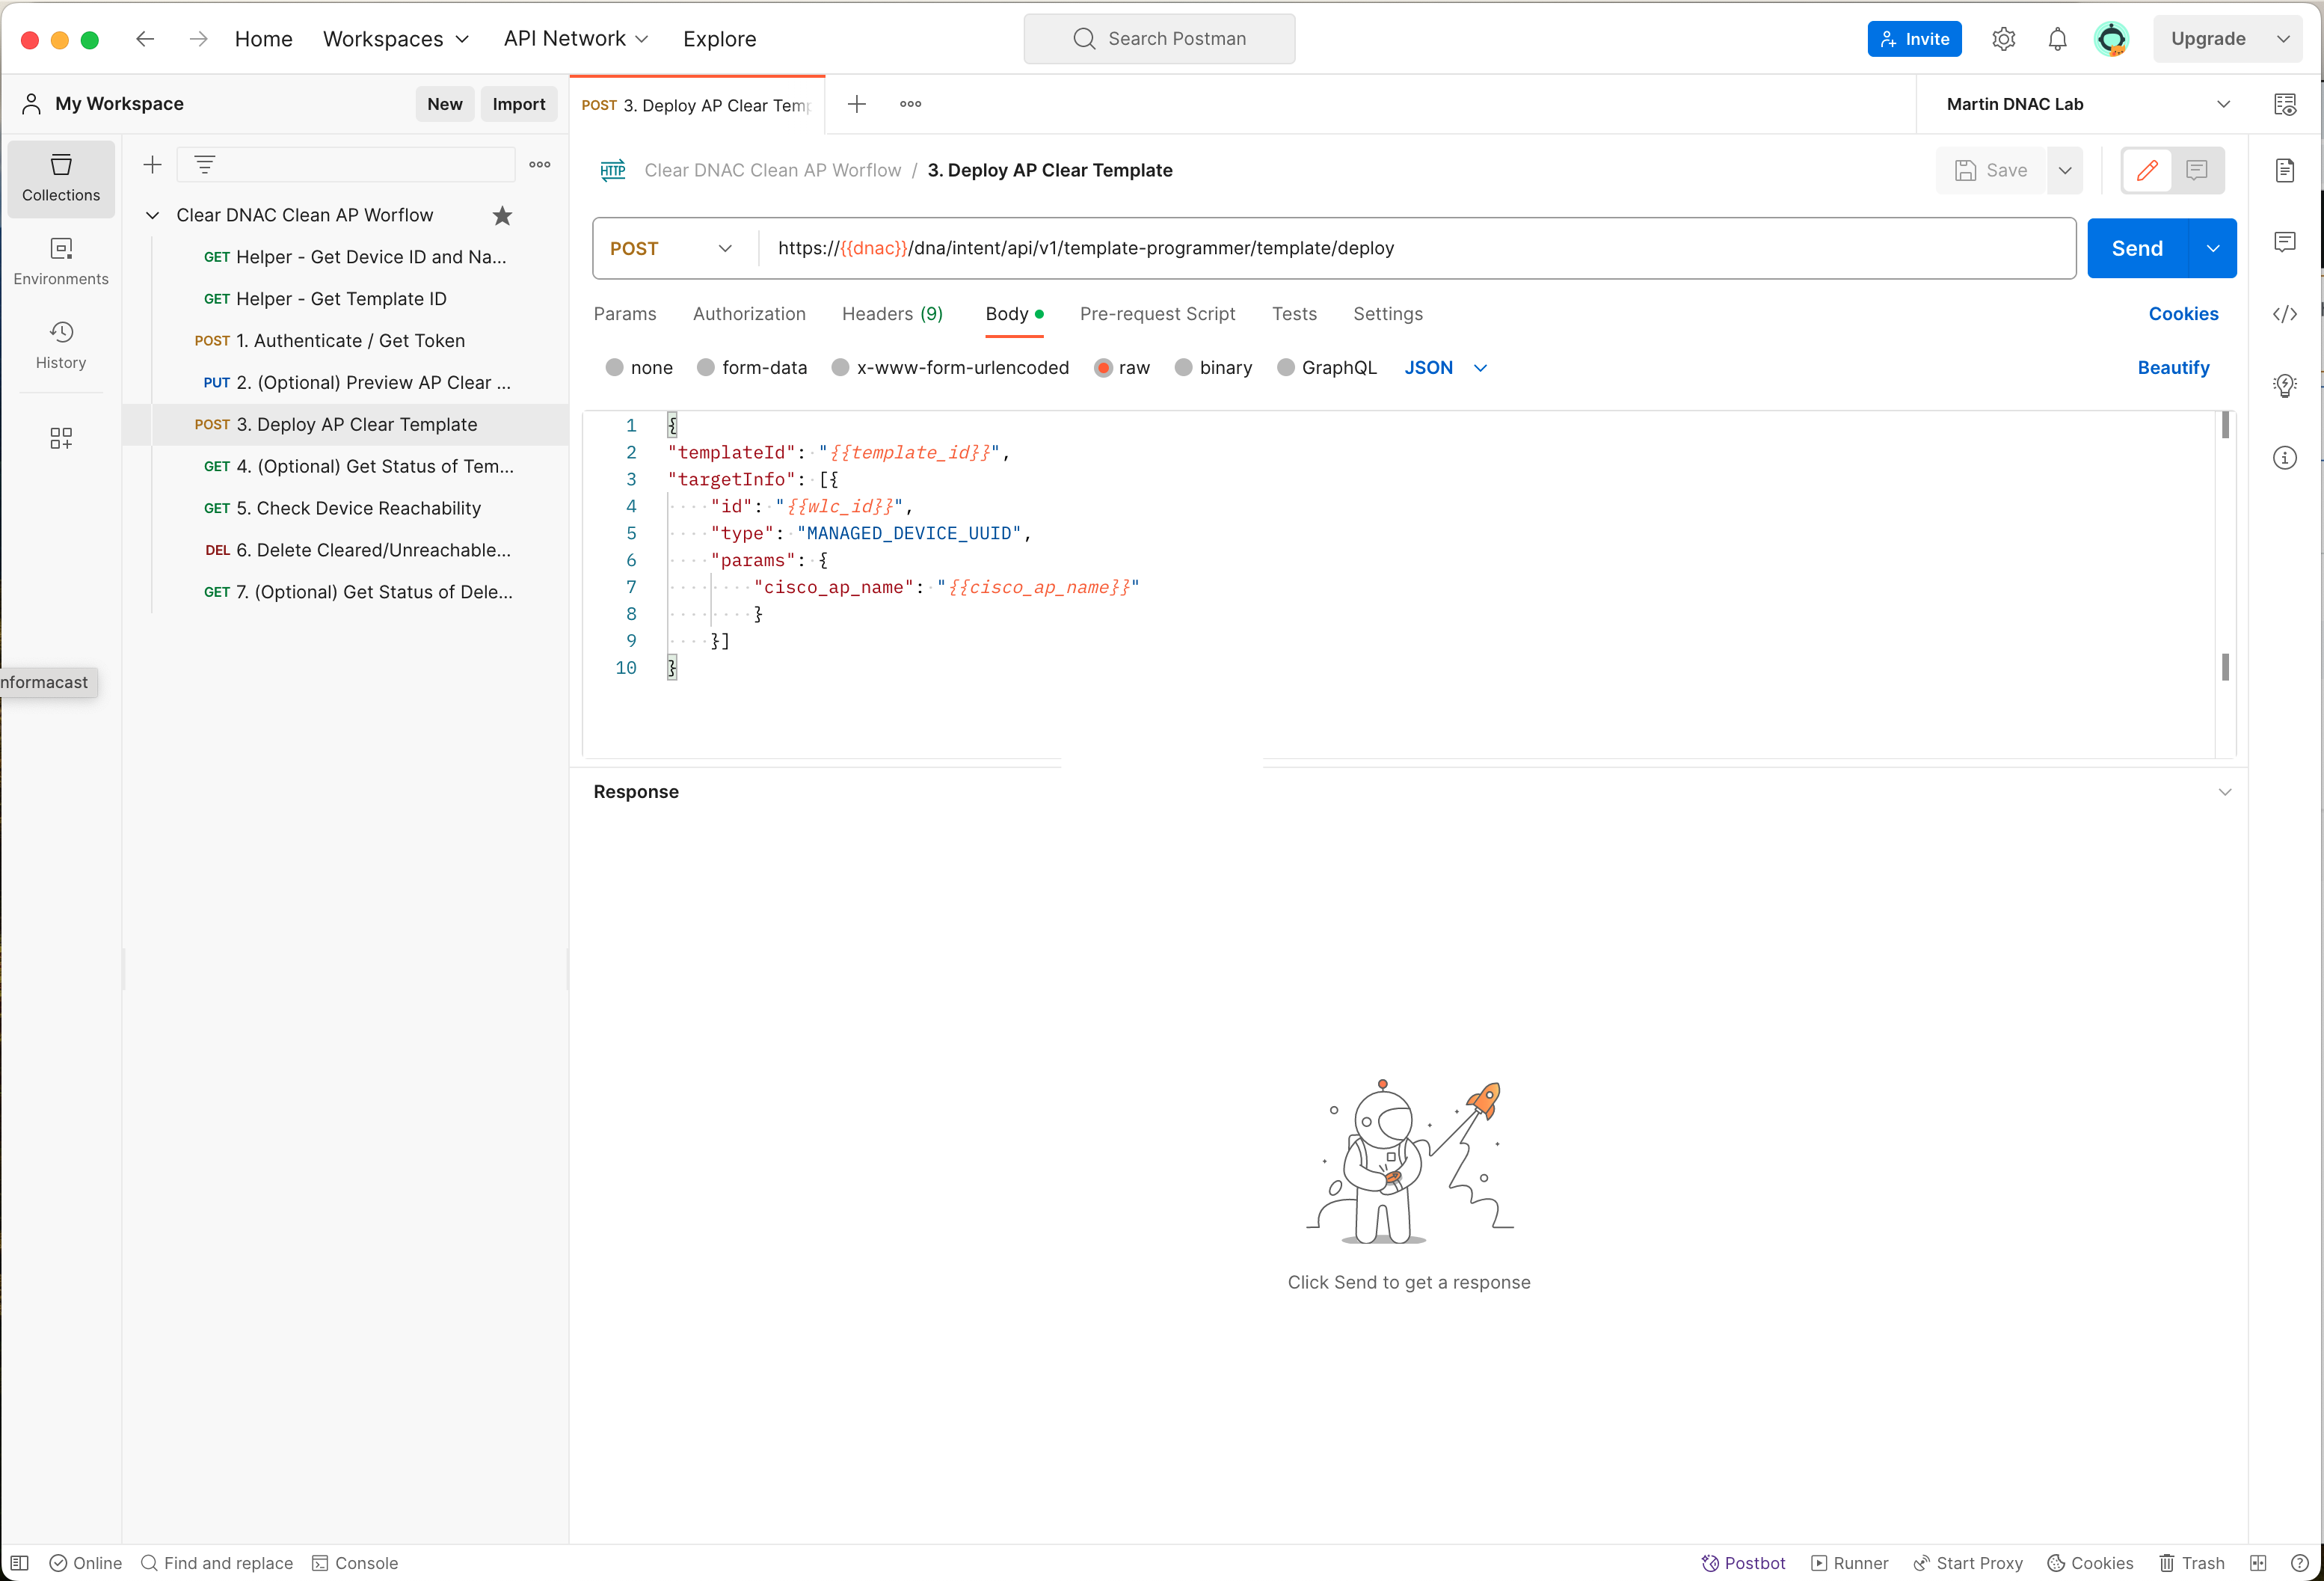 Home Workspaces API Network Explore Search Postman Invite Upgrade
My Workspace New Import POST 3. Deploy AP Clear Temp Martin DNAC Lab
Collections
Environments
History
Clear DNAC Clean AP Worflow
GET Helper - Get Device ID and Na...
GET Helper - Get Template ID
POST 1. Authenticate / Get Token
PUT 2. (Optional) Preview AP Clear ...
POST 3. Deploy AP Clear Template
GET 4. (Optional) Get Status of Tem...
GET 5. Check Device Reachability
DEL 6. Delete Cleared/Unreachable...
GET 7. (Optional) Get Status of Dele...
nformacast
HTTP Clear DNAC Clean AP Worflow / 3. Deploy AP Clear Template Save
POST https://{{dnac}}/dna/intent/api/v1/template-programmer/template/deploy Send
Params Authorization Headers (9) Body Pre-request Script Tests Settings Cookies
none form-data x-www-form-urlencoded raw binary GraphQL JSON Beautify
1 {
2 "templateId": "{{template_id}}",
3 "targetInfo": [{
4 "id": "{{wlc_id}}",
5 "type": "MANAGED_DEVICE_UUID",
6 "params": {
7 "cisco_ap_name": "{{cisco_ap_name}}"
8 }
9 }]
10 }
Response
Click Send to get a response
Online Find and replace Console Postbot Runner Start Proxy Cookies Trash